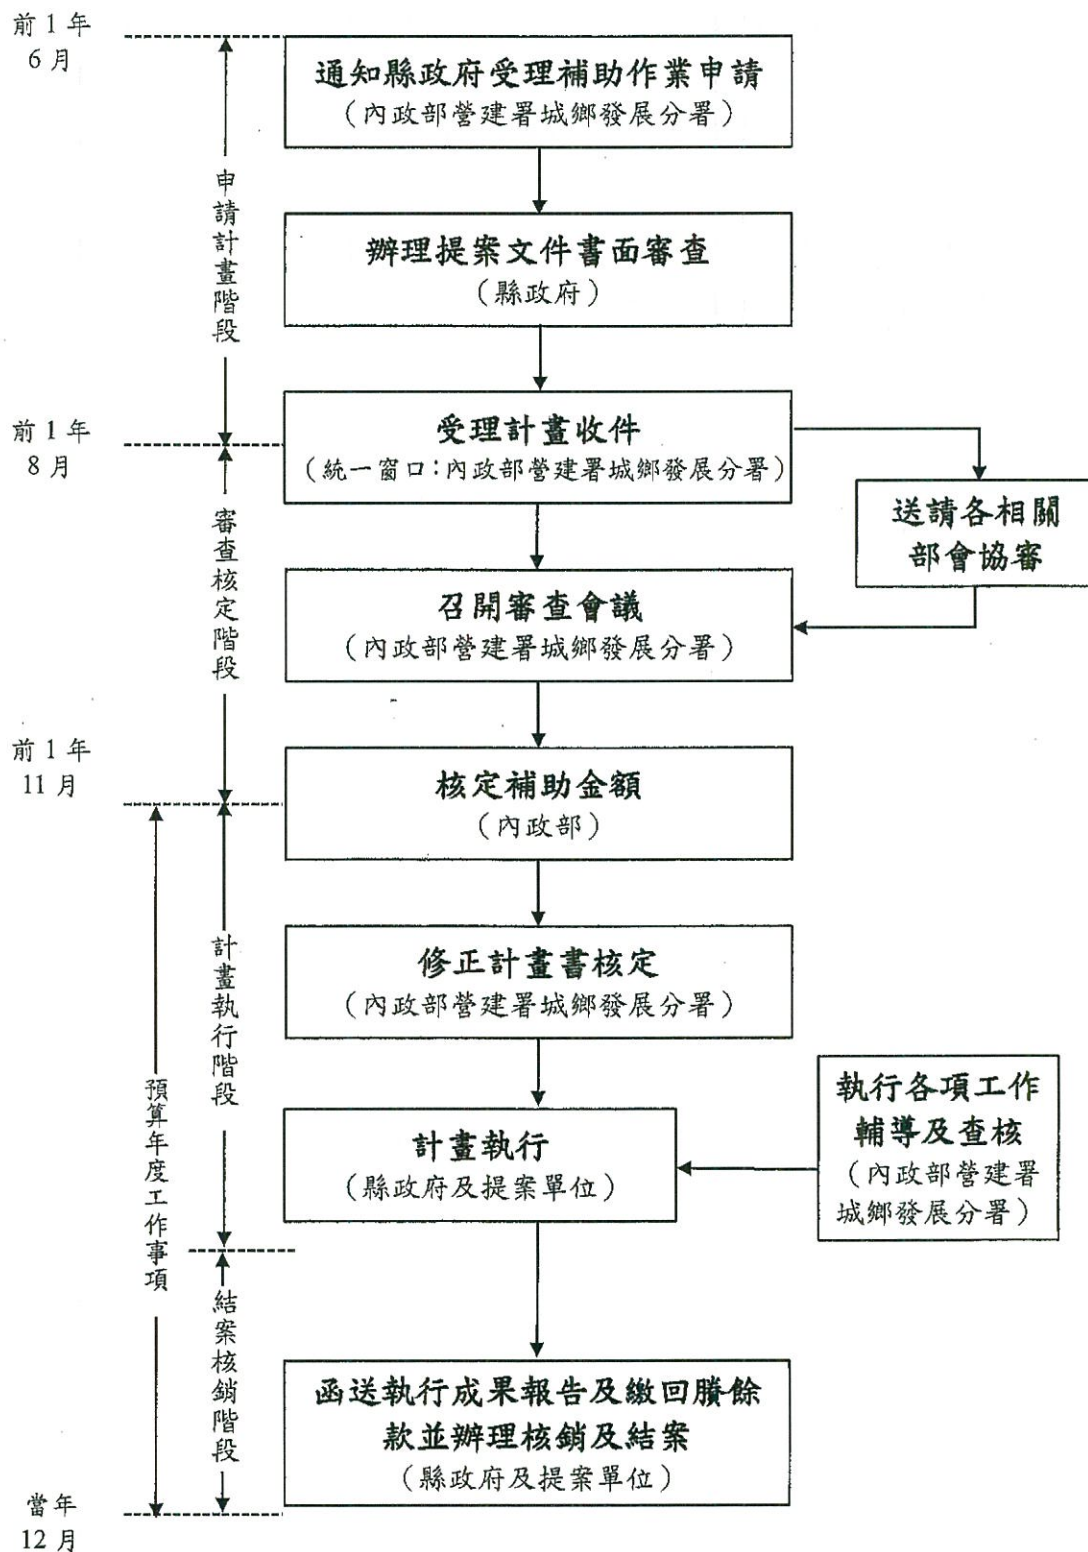 前 1 年
6 月
通知縣政府受理補助作業申請
(內政部營建署城鄉發展分署)
申請計畫階段
辦理提案文件書面審查
(縣政府)
前 1 年
8 月
受理計畫收件
(統一窗口:內政部營建署城鄉發展分署)
送請各相關
部會協審
審查核定階段
召開審查會議
(內政部營建署城鄉發展分署)
前 1 年
11 月
核定補助金額
(內政部)
計畫執行階段
修正計畫書核定
(內政部營建署城鄉發展分署)
預算年度工作事項
計畫執行
(縣政府及提案單位)
執行各項工作
輔導及查核
(內政部營建署
城鄉發展分署)
結案核銷階段
函送執行成果報告及繳回賸餘
款並辦理核銷及結案
(縣政府及提案單位)
當年
12 月